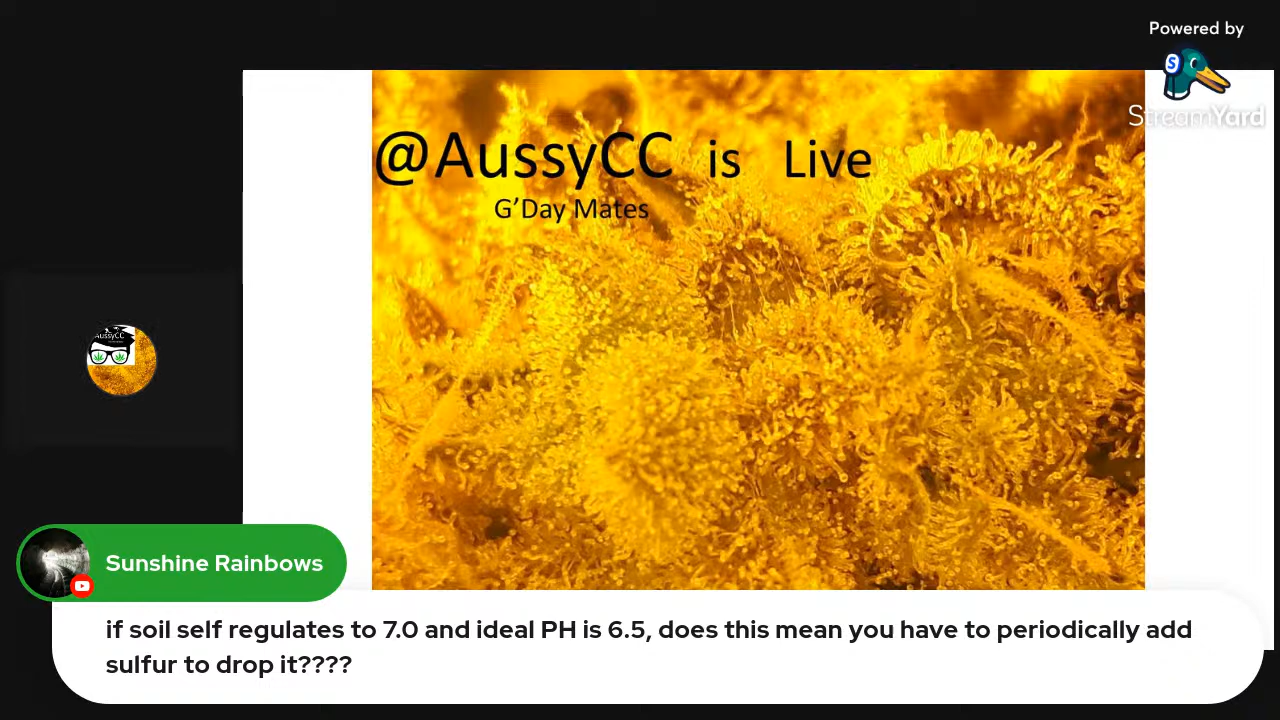 Powered by
StreamYard
@AussyCC is Live
G'Day Mates
AussyCC
Sunshine Rainbows
if soil self regulates to 7.0 and ideal PH is 6.5, does this mean you have to periodically add
sulfur to drop it????